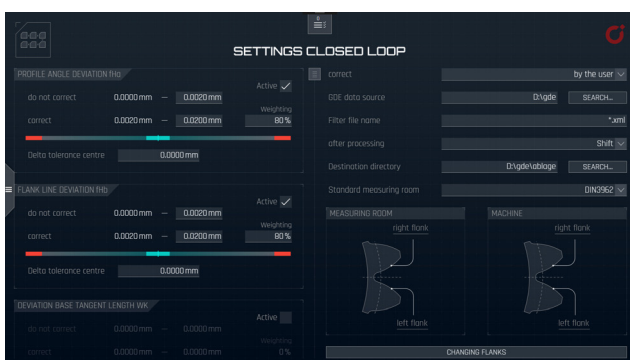 SETTINGS CLOSED LOOP
PROFILE ANGLE DEVIATION fHα
Active
do not correct 0.0000 mm — 0.0020 mm
Weighting
correct 0.0020 mm — 0.0200 mm 80 %
Delta tolerance centre 0.0000 mm
FLANK LINE DEVIATION fHb
Active
do not correct 0.0000 mm — 0.0020 mm
Weighting
correct 0.0020 mm — 0.0200 mm 80 %
Delta tolerance centre 0.0000 mm
DEVIATION BASE TANGENT LENGTH WK
Active
do not correct 0.0000 mm — 0.0000 mm
Weighting
correct 0.0000 mm — 0.0000 mm 0 %
correct by the user
GDE data source D:\gde SEARCH...
Filter file name *.xml
after processing Shift
Destination directory D:\gde\ablage SEARCH...
Standard measuring room DIN3962
MEASURING ROOM
right flank
left flank
MACHINE
right flank
left flank
CHANGING FLANKS